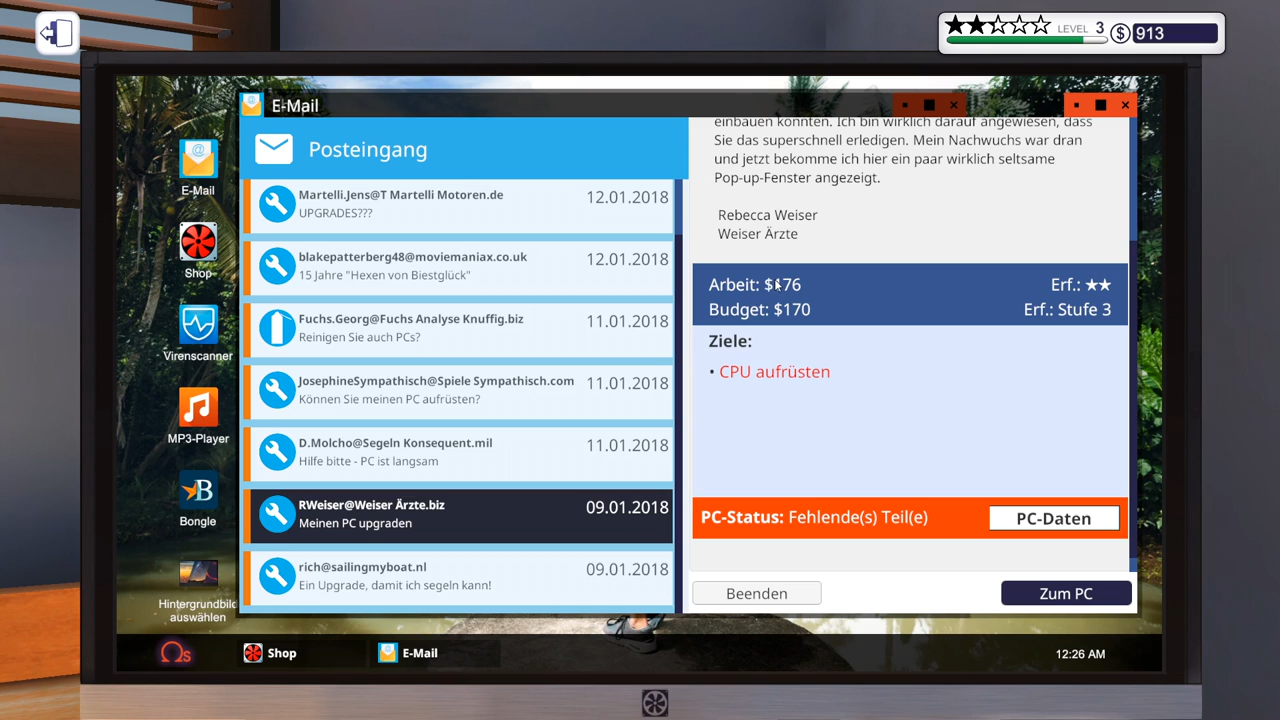 LEVEL 3
$ 913
E-Mail
Posteingang
Martelli.Jens@T Martelli Motoren.de
12.01.2018
UPGRADES???
blakepatterberg48@moviemaniax.co.uk
12.01.2018
15 Jahre "Hexen von Biestglück"
Fuchs.Georg@Fuchs Analyse Knuffig.biz
11.01.2018
Reinigen Sie auch PCs?
JosephineSympathisch@Spiele Sympathisch.com
11.01.2018
Können Sie meinen PC aufrüsten?
D.Molcho@Segeln Konsequent.mil
11.01.2018
Hilfe bitte - PC ist langsam
RWeiser@Weiser Ärzte.biz
09.01.2018
Meinen PC upgraden
rich@sailingmyboat.nl
09.01.2018
Ein Upgrade, damit ich segeln kann!
einbauen könnten. Ich bin wirklich darauf angewiesen, dass
Sie das superschnell erledigen. Mein Nachwuchs war dran
und jetzt bekomme ich hier ein paar wirklich seltsame
Pop-up-Fenster angezeigt.
Rebecca Weiser
Weiser Ärzte
Arbeit: $176
Erf.: ★★
Budget: $170
Erf.: Stufe 3
Ziele:
• CPU aufrüsten
PC-Status: Fehlende(s) Teil(e)
PC-Daten
Beenden
Zum PC
E-Mail
Shop
Virenscanner
MP3-Player
Bongle
Hintergrundbild
auswählen
Ωs
Shop
E-Mail
12:26 AM